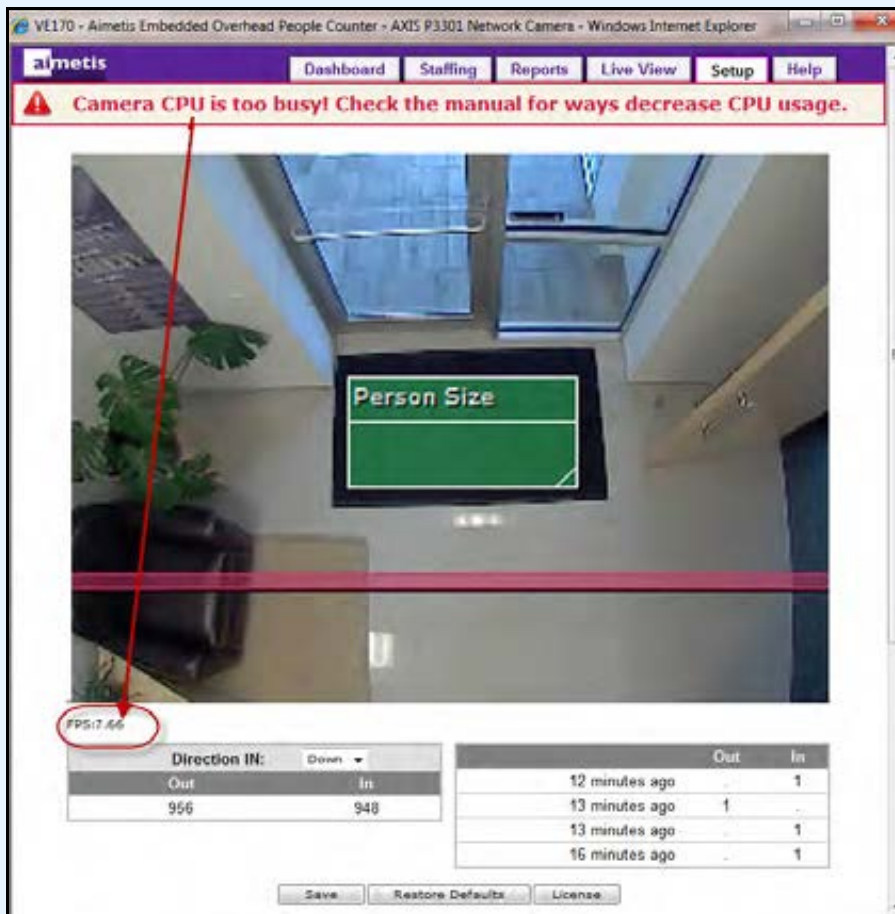 VE170 - Aimetis Embedded Overhead People Counter - AXIS P3301 Network Camera - Windows Internet Explorer
aimetis
Dashboard Staffing Reports Live View Setup Help
Camera CPU is too busy! Check the manual for ways decrease CPU usage.
Person Size
FPS:7.66
Direction IN: Down
Out In
956 948
Out In
12 minutes ago . 1
13 minutes ago 1 .
13 minutes ago . 1
16 minutes ago . 1
Save Restore Defaults License